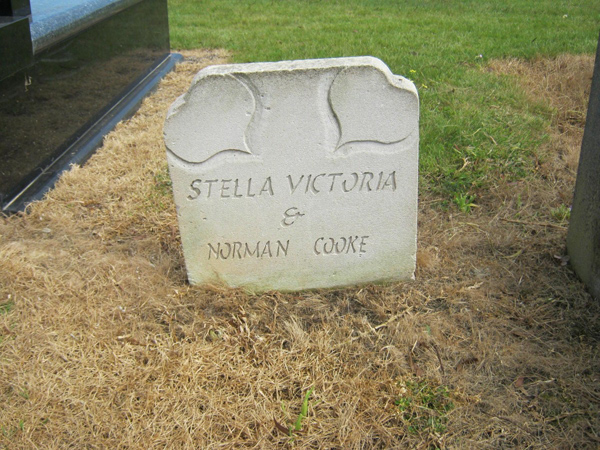 STELLA VICTORIA
&
NORMAN COOKE